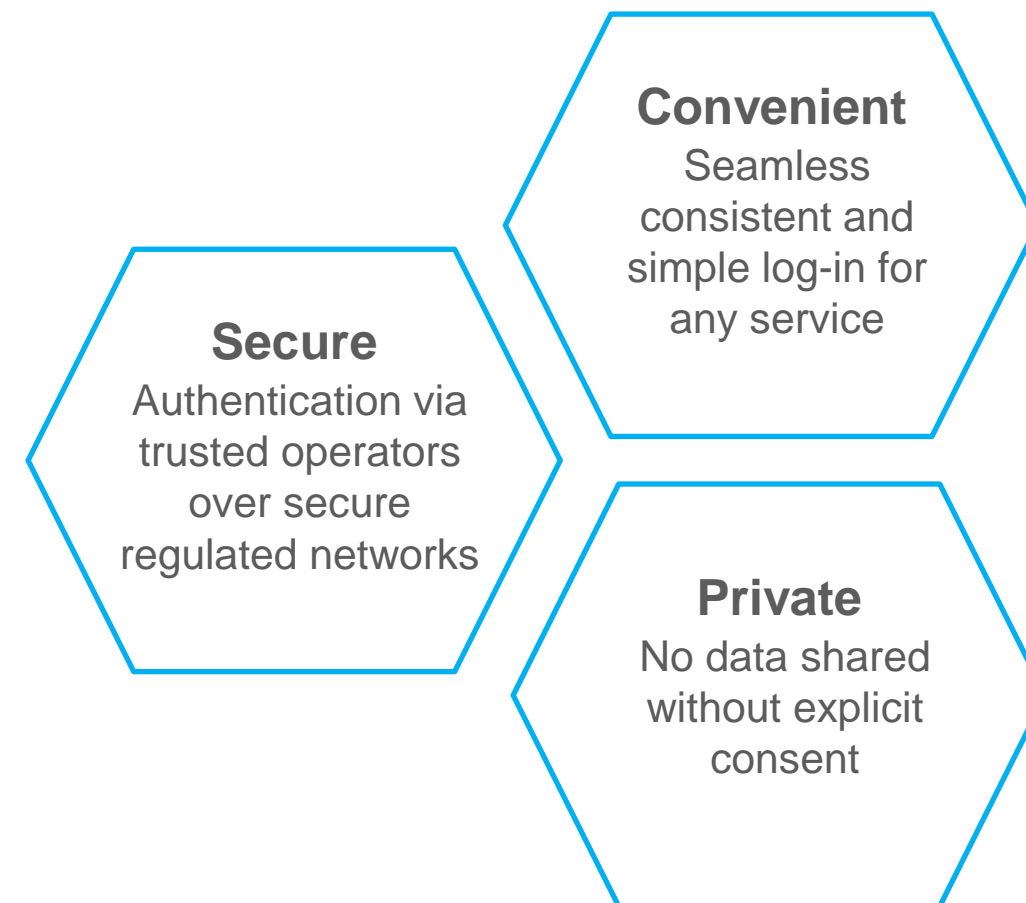 Convenient
Seamless
consistent and
simple log-in for
any service
Secure
Authentication via
trusted operators
over secure
regulated networks
Private
No data shared
without explicit
consent